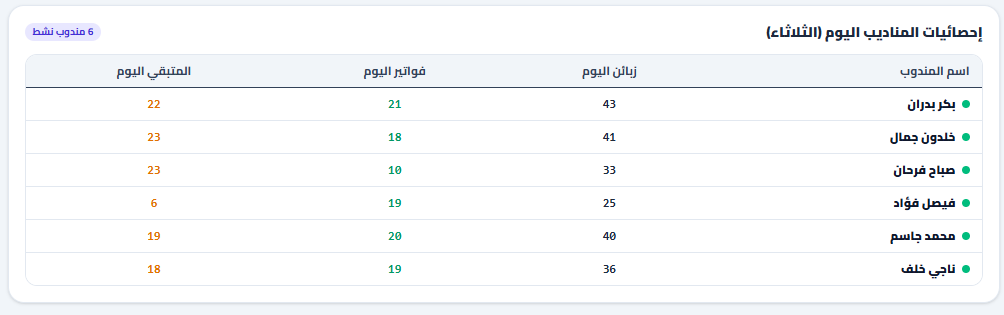 إحصائيات المناديب اليوم (الثلاثاء)
6 مندوب نشط
اسم المندوب زبائن اليوم فواتير اليوم المتبقي اليوم
بكر بدران 43 21 22
خلدون جمال 41 18 23
صباح فرحان 33 10 23
فيصل فؤاد 25 19 6
محمد جاسم 40 20 19
ناجي خلف 36 19 18